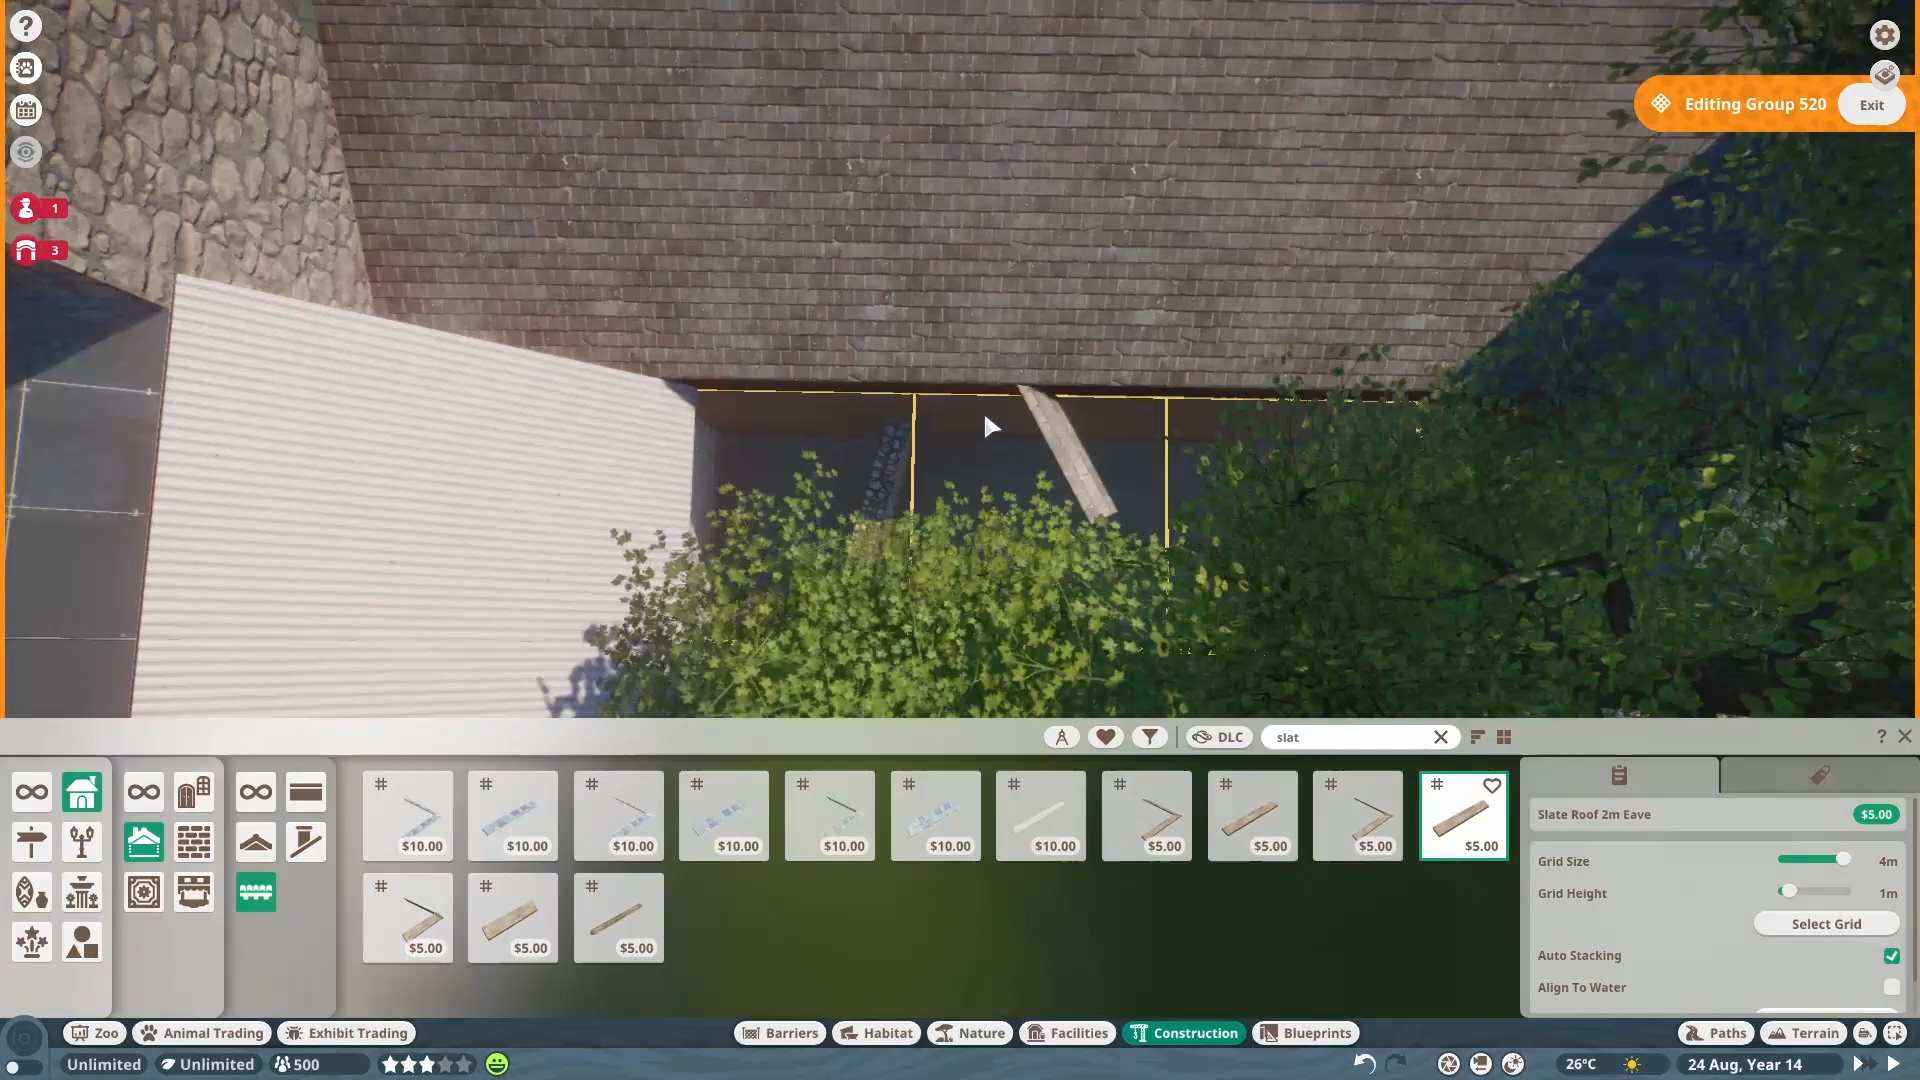 ?
Editing Group 520
Exit
1
3
DLC
slat
?
$10.00
$10.00
$10.00
$10.00
$10.00
$10.00
$10.00
$5.00
$5.00
$5.00
$5.00
$5.00
$5.00
$5.00
Slate Roof 2m Eave
$5.00
Grid Size
4m
Grid Height
1m
Select Grid
Auto Stacking
Align To Water
Zoo
Animal Trading
Exhibit Trading
Barriers
Habitat
Nature
Facilities
Construction
Blueprints
Paths
Terrain
Unlimited
Unlimited
500
26°C
24 Aug, Year 14